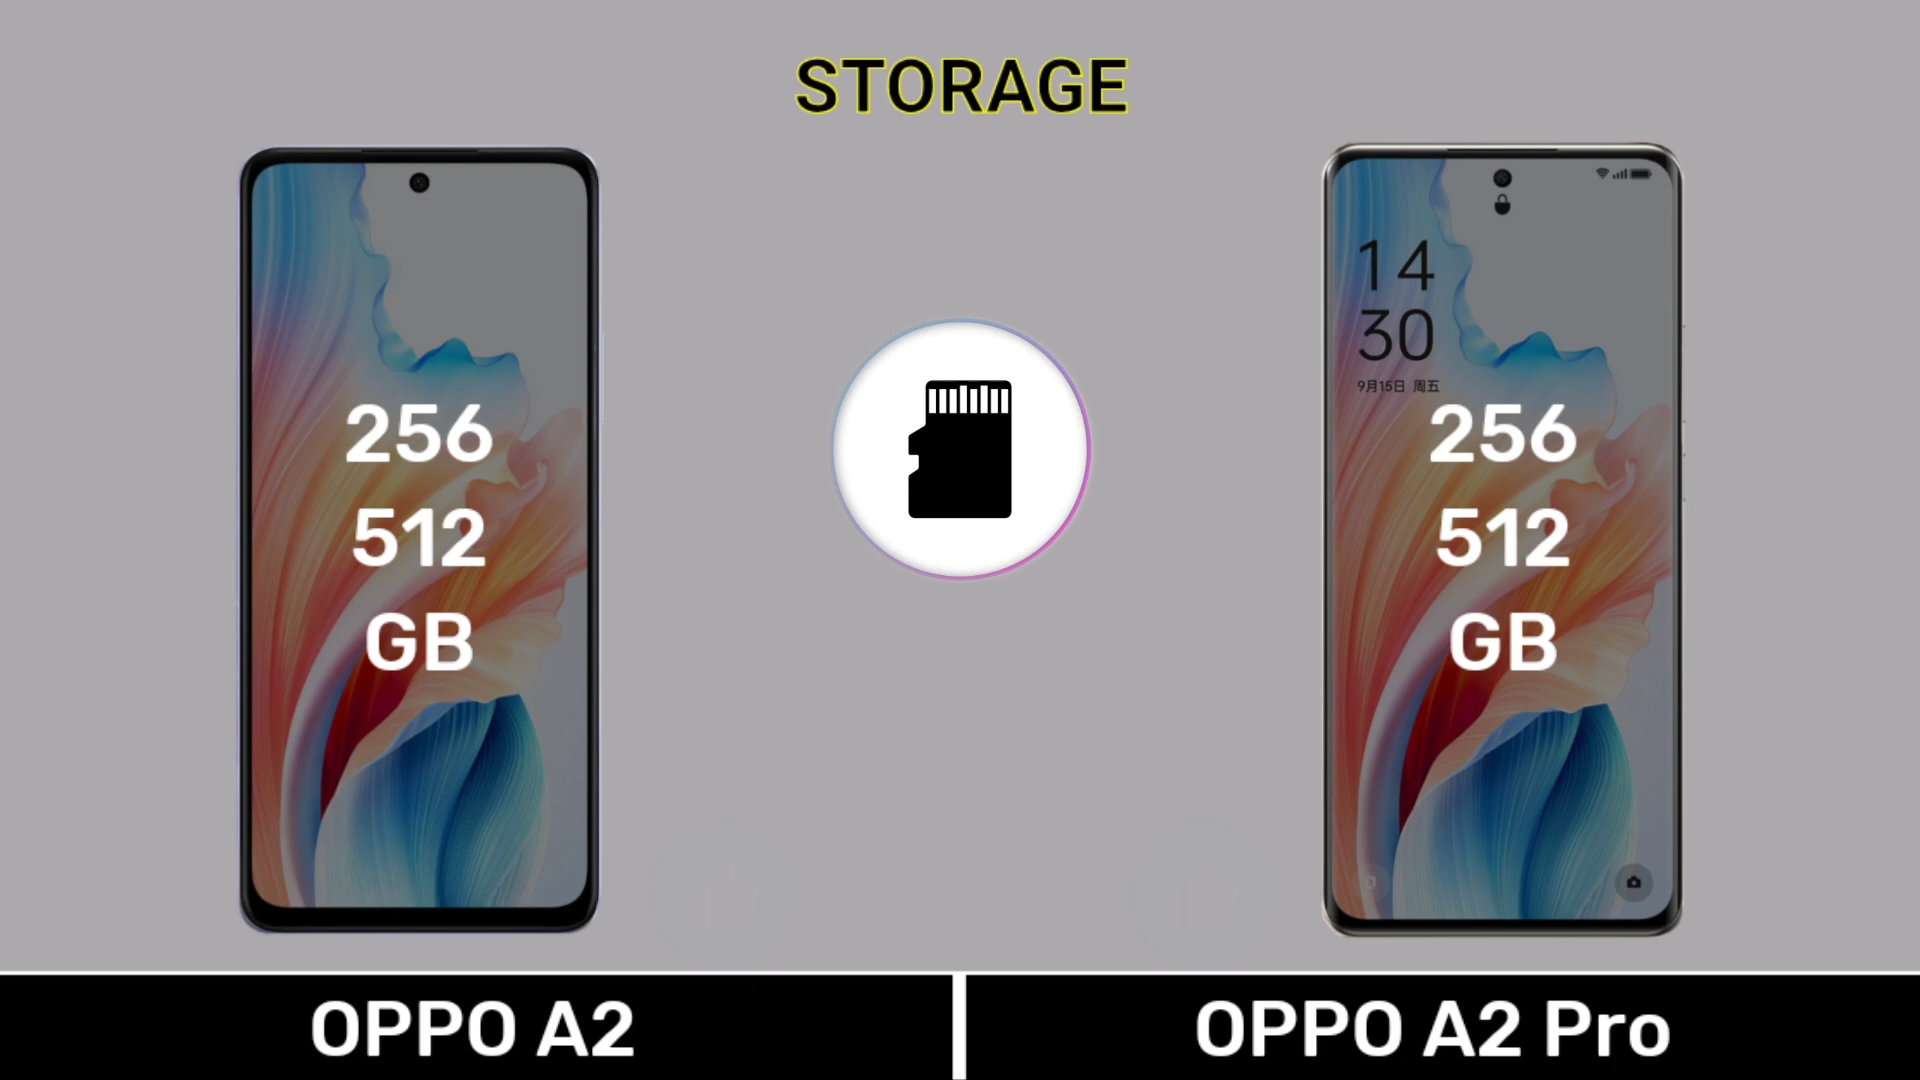 STORAGE
14
30
9月15日 周五
256
512
GB
256
512
GB
OPPO A2
OPPO A2 Pro